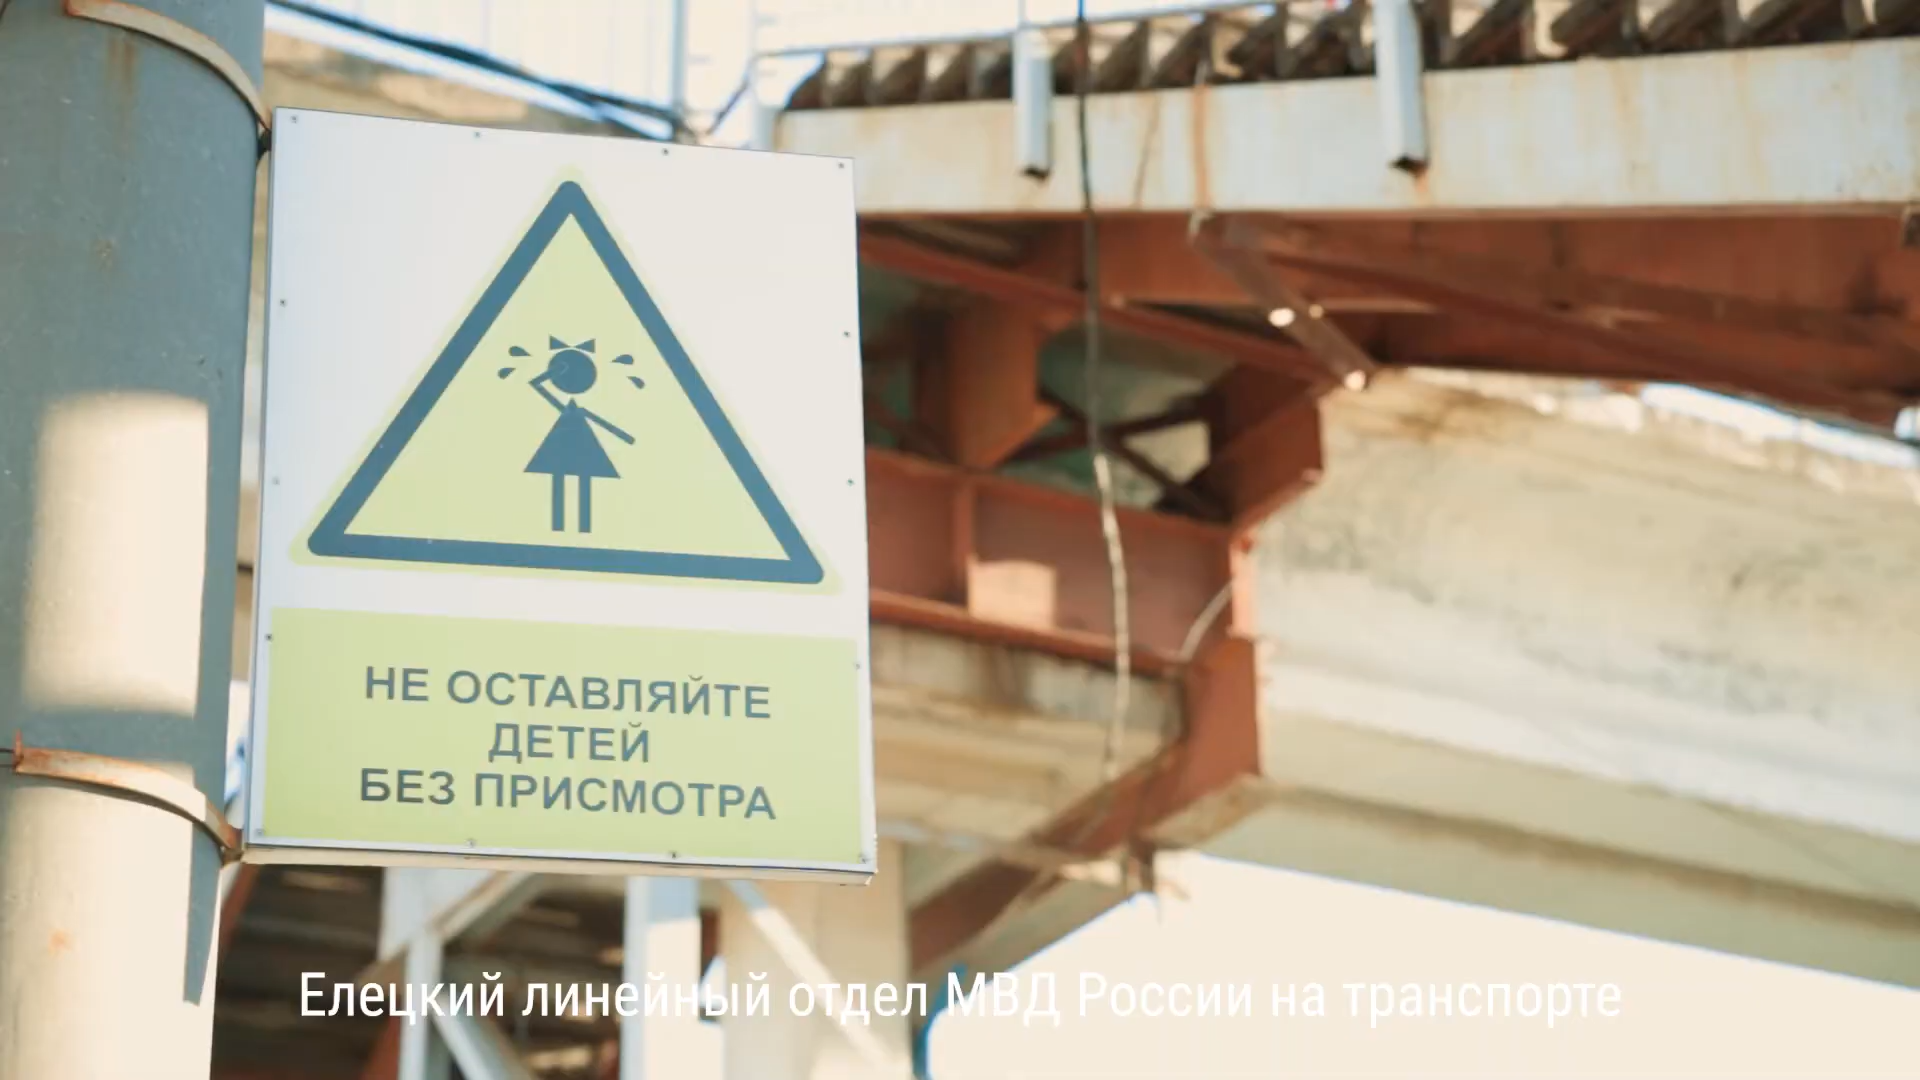 НЕ ОСТАВЛЯЙТЕ
ДЕТЕЙ
БЕЗ ПРИСМОТРА
Елецкий линейный отдел МВД России на транспорте